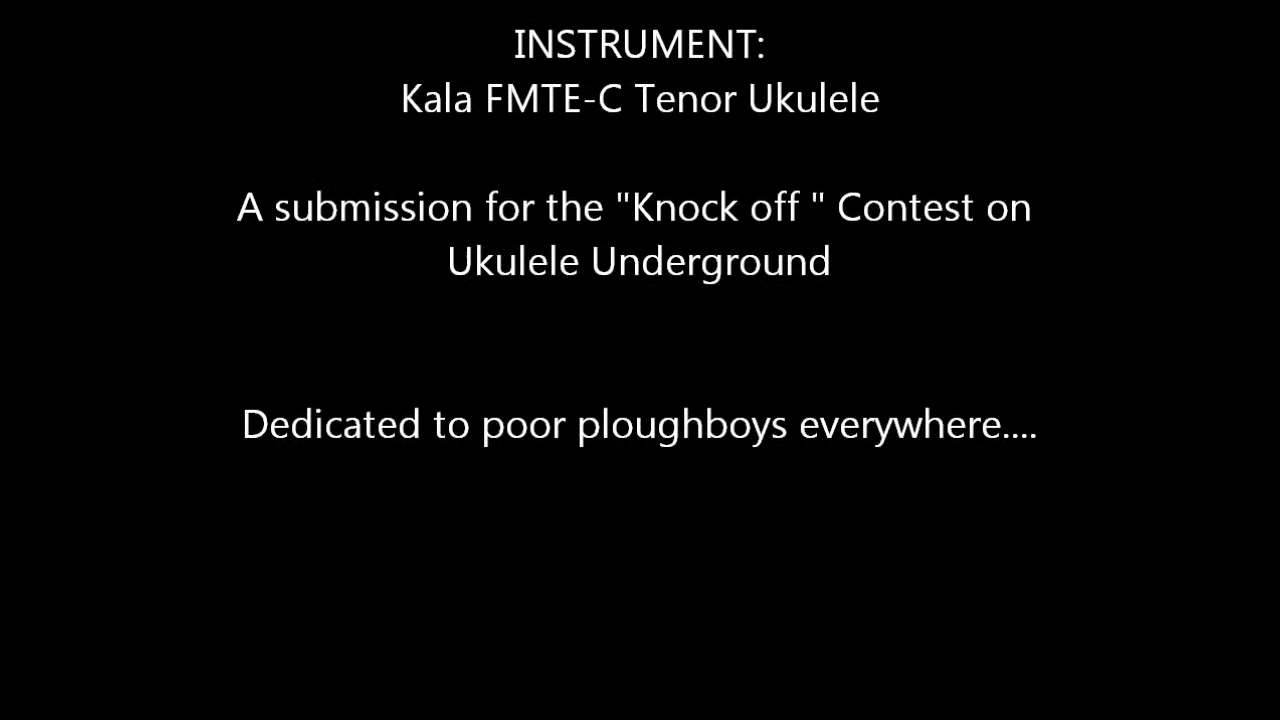 INSTRUMENT:
Kala FMTE-C Tenor Ukulele
A submission for the "Knock off " Contest on
Ukulele Underground
Dedicated to poor ploughboys everywhere....